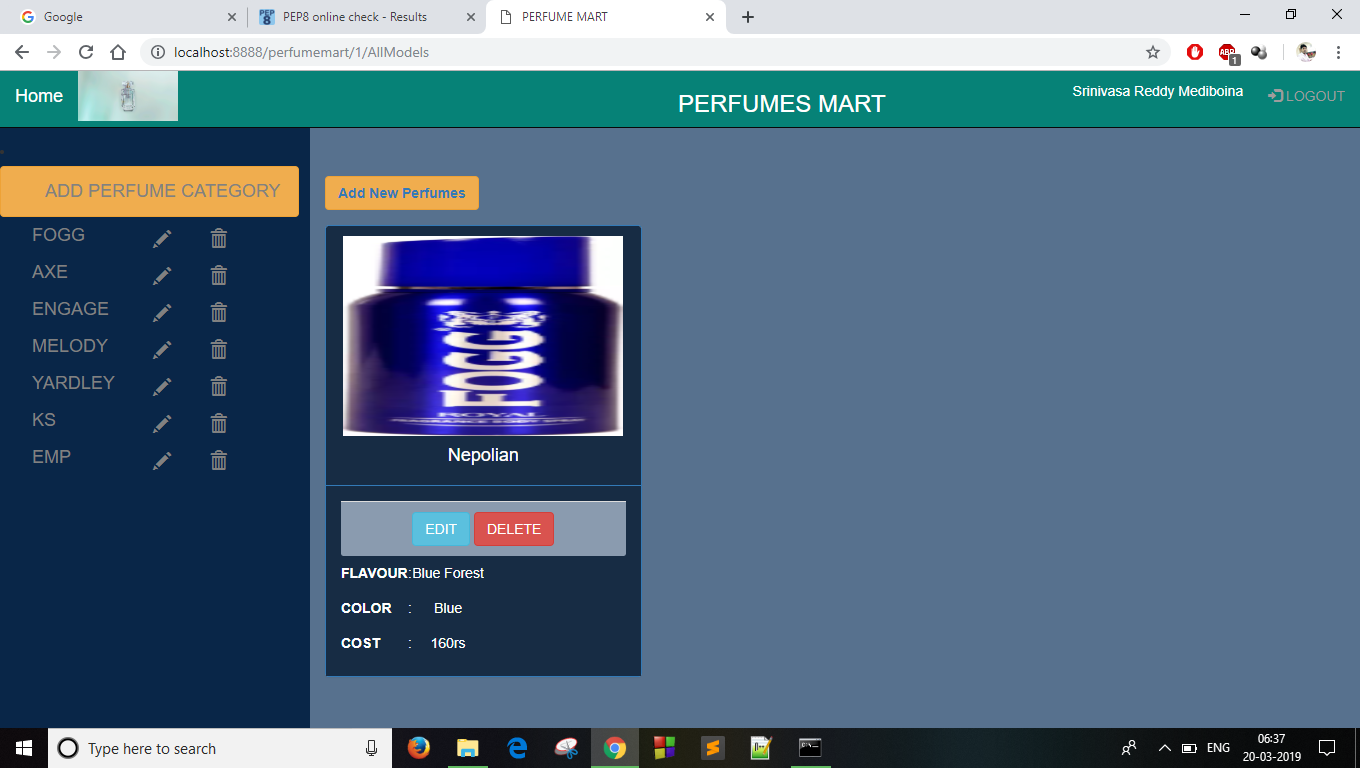 Google
PEP8 online check - Results
PERFUME MART
localhost:8888/perfumemart/1/AllModels
ABP
1
Home
PERFUMES MART
Srinivasa Reddy Mediboina
LOGOUT
ADD PERFUME CATEGORY
FOGG
AXE
ENGAGE
MELODY
YARDLEY
KS
EMP
Add New Perfumes
FOGG
ROYAL
Nepolian
EDIT DELETE
FLAVOUR:Blue Forest
COLOR : Blue
COST : 160rs
Type here to search
ENG
06:37
20-03-2019